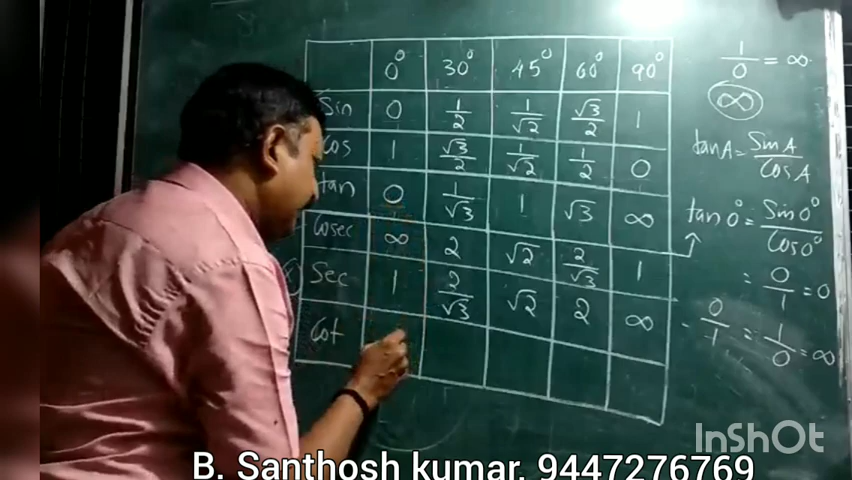 0° 30° 45° 60° 90°
Sin 0 1/2 1/√2 √3/2 1
Cos 1 √3/2 1/√2 1/2 0
tan 0 1/√3 1 √3 ∞
Cosec ∞ 2 √2 2/√3 1
Sec 1 2/√3 √2 2 ∞
Cot
1/0 = ∞
∞
tan A = Sin A/Cos A
tan 0° = Sin 0°/Cos 0°
= 0/1 = 0
0/1 = 1/0 = ∞
InShOt
B. Santhosh kumar. 9447276769